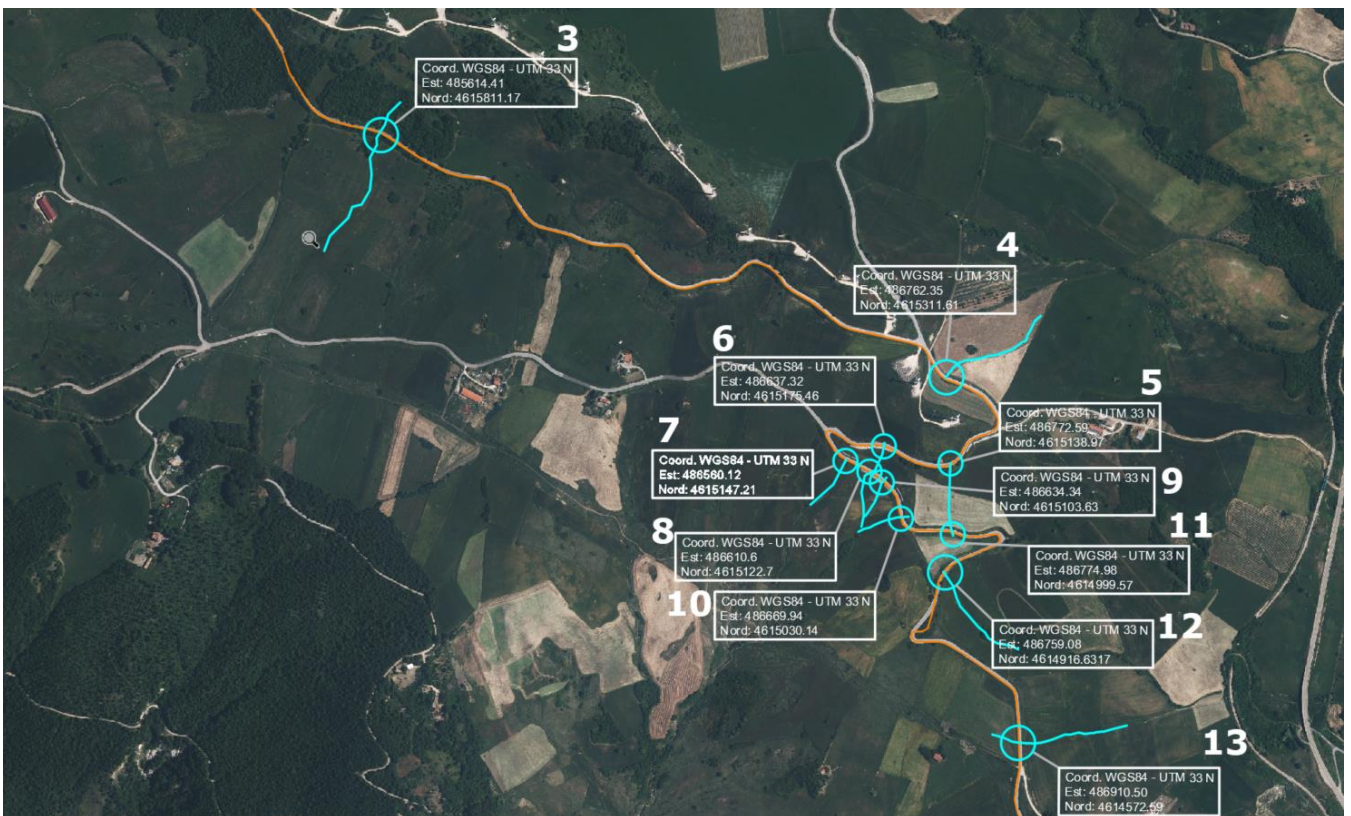 3
Coord. WGS84 - UTM 33 N
Est: 485614.41
Nord: 4615811.17
4
Coord. WGS84 - UTM 33 N
Est: 486762.35
Nord: 4615311.61
6
Coord. WGS84 - UTM 33 N
Est: 486637.32
Nord: 4615175.46
5
Coord. WGS84 - UTM 33 N
Est: 486772.59
Nord: 4615138.97
7
Coord. WGS84 - UTM 33 N
Est: 486560.12
Nord: 4615147.21
9
Coord. WGS84 - UTM 33 N
Est: 486634.34
Nord: 4615103.63
8
Coord. WGS84 - UTM 33 N
Est: 486610.6
Nord: 4615122.7
11
Coord. WGS84 - UTM 33 N
Est: 486774.98
Nord: 4614999.57
10
Coord. WGS84 - UTM 33 N
Est: 486669.94
Nord: 4615030.14
12
Coord. WGS84 - UTM 33 N
Est: 486759.08
Nord: 4614916.6317
13
Coord. WGS84 - UTM 33 N
Est: 486910.50
Nord: 4614572.59